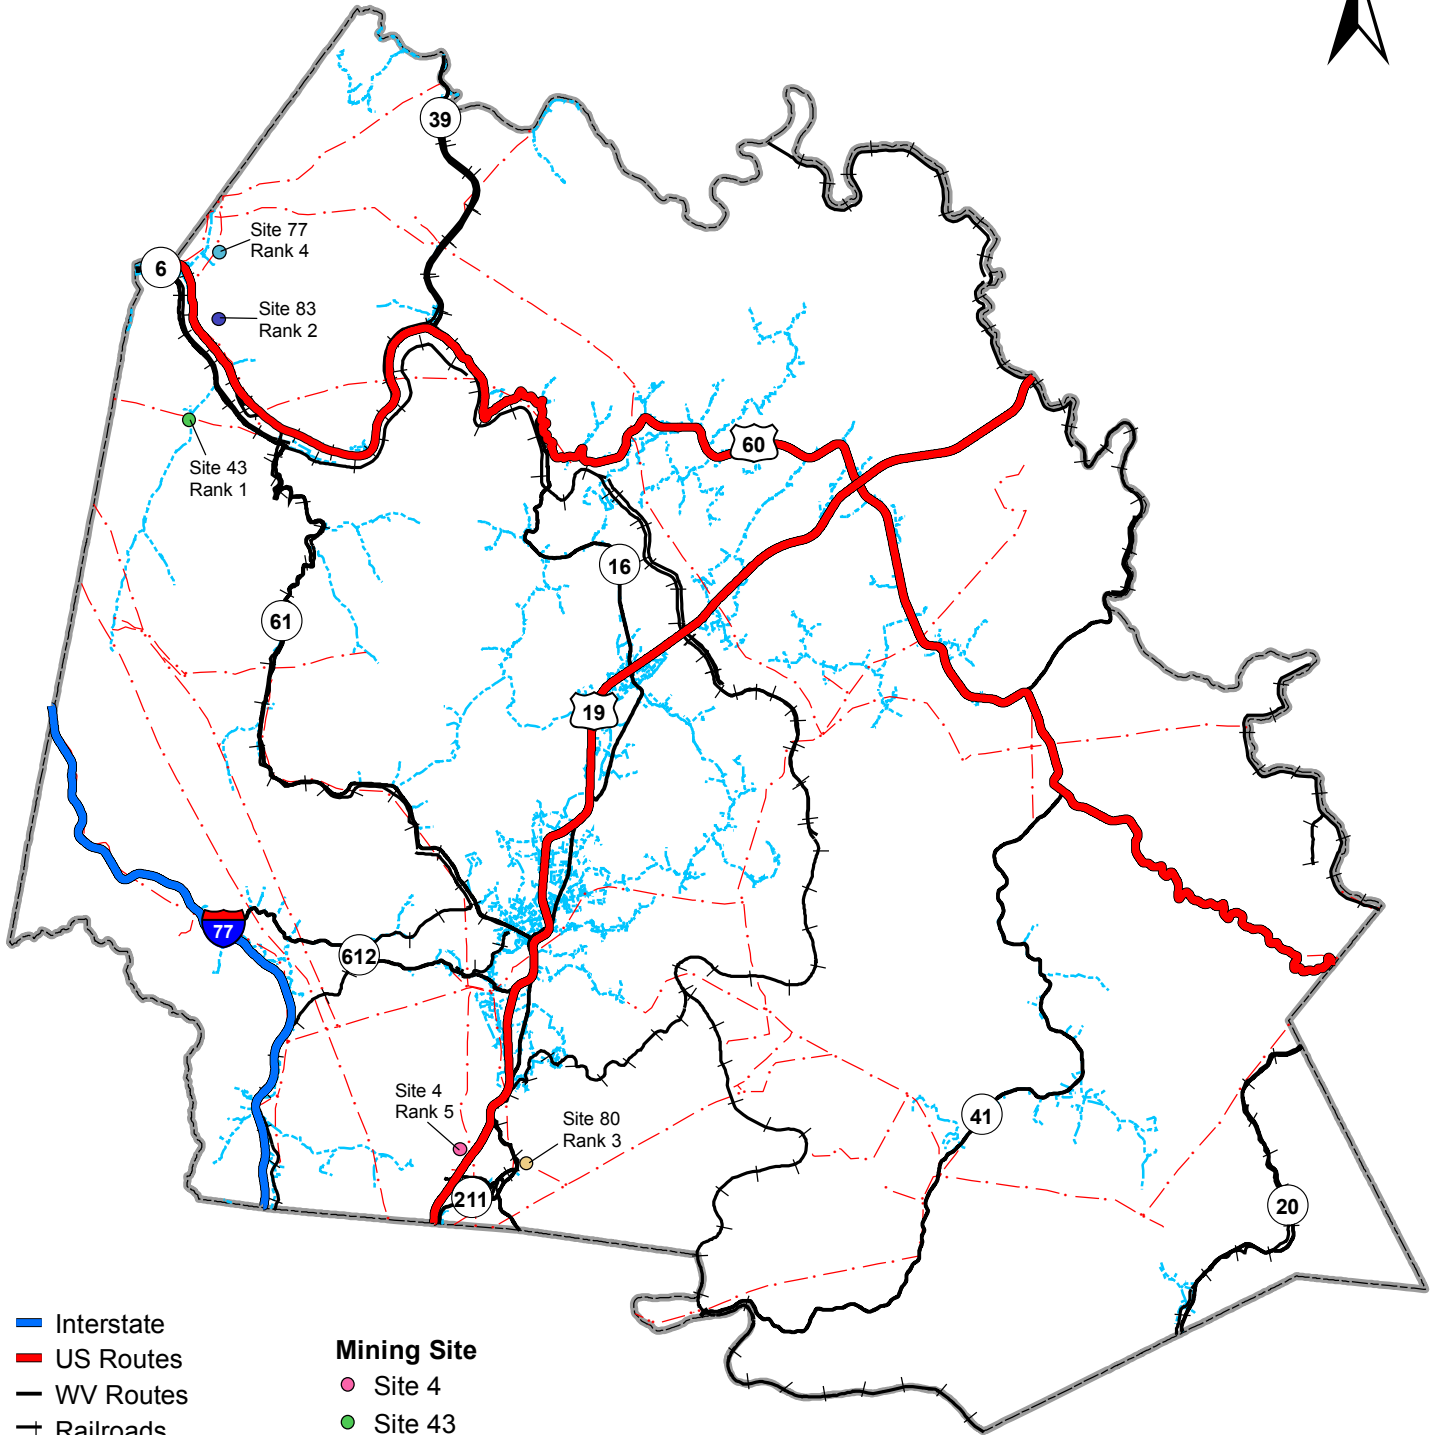 39
Site 77
Rank 4
6
Site 83
Rank 2
60
Site 43
Rank 1
16
61
19
77
612
Site 4
Rank 5
Site 80
Rank 3
41
211
20
Interstate
US Routes
WV Routes
Railroads
Mining Site
Site 4
Site 43